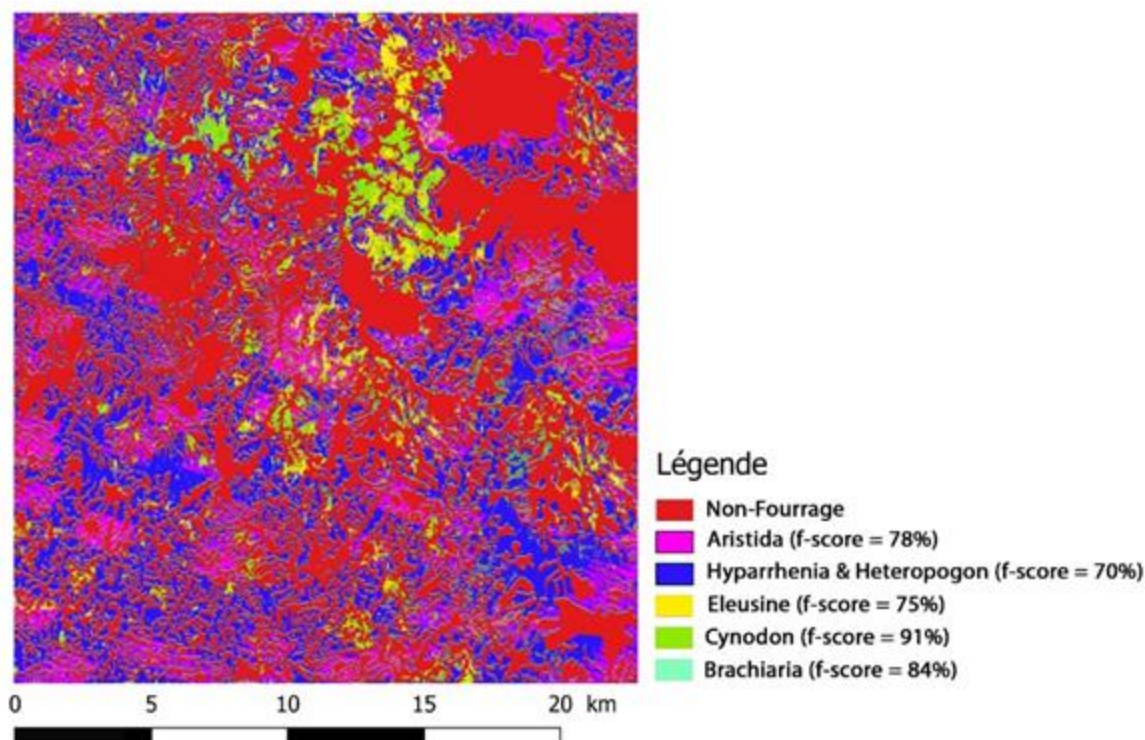 Légende
Non-Fourrage
Aristida (f-score = 78%)
Hyparrhenia & Heteropogon (f-score = 70%)
Eleusine (f-score = 75%)
Cynodon (f-score = 91%)
Brachiaria (f-score = 84%)
0 5 10 15 20 km